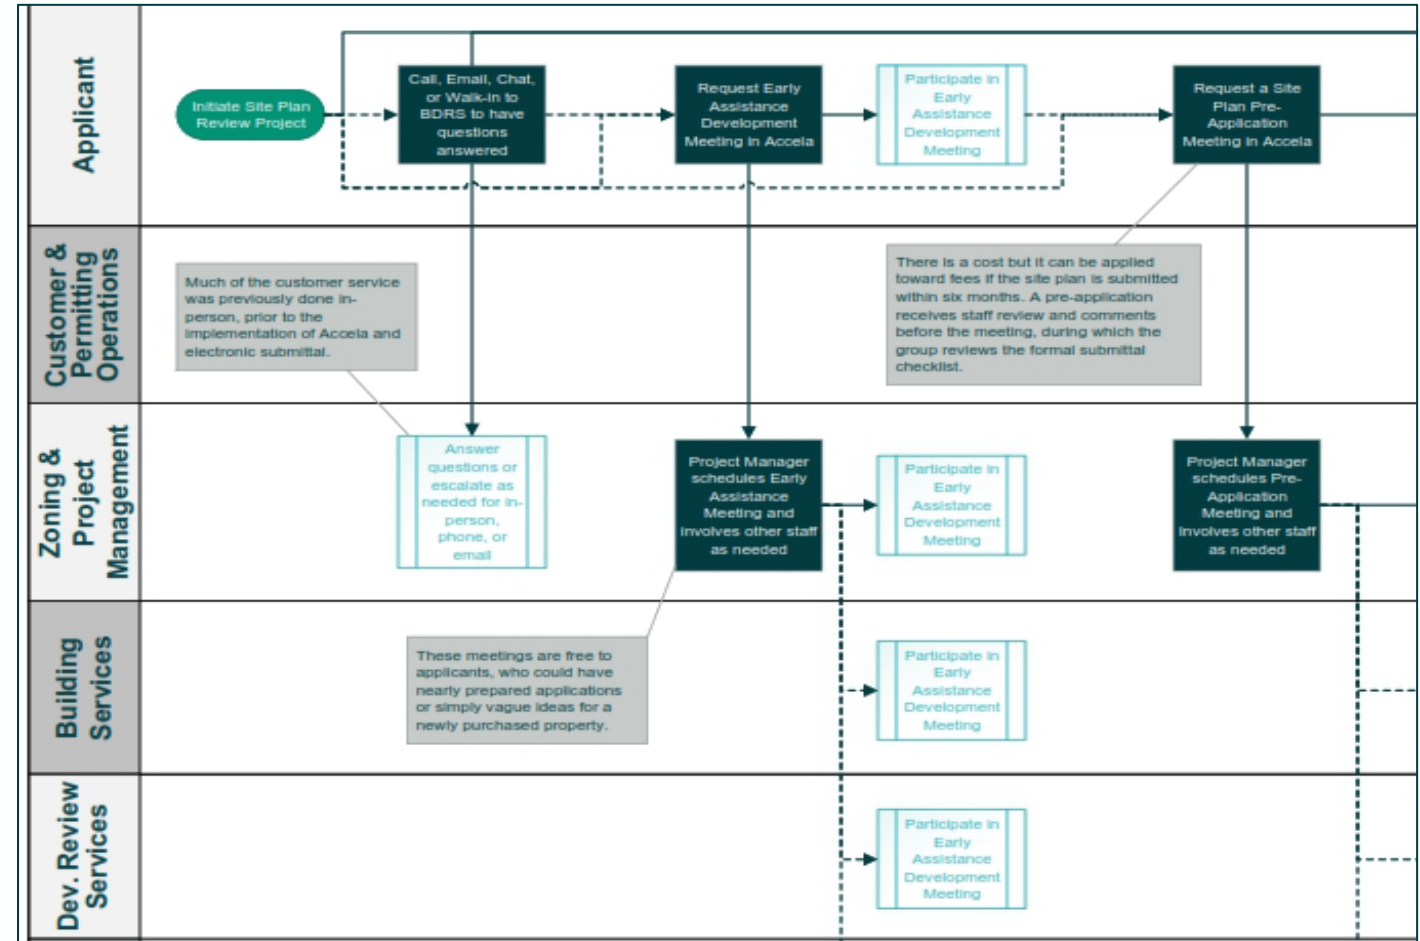 Applicant
Initiate Site Plan
Review Project
Call, Email, Chat,
or Walk-in to
BDRS to have
questions
answered
Request Early
Assistance
Development
Meeting in Accela
Participate in
Early
Assistance
Development
Meeting
Request a Site
Plan Pre-
Application
Meeting in Accela
Customer &
Permitting
Operations
Much of the customer service
was previously done in-
person, prior to the
implementation of Accela and
electronic submittal.
There is a cost but it can be applied
toward fees if the site plan is submitted
within six months. A pre-application
receives staff review and comments
before the meeting, during which the
group reviews the formal submittal
checklist.
Zoning &
Project
Management
Answer
questions or
escalate as
needed for in-
person,
phone, or
email
Project Manager
schedules Early
Assistance
Meeting and
involves other staff
as needed
Participate in
Early
Assistance
Development
Meeting
Project Manager
schedules Pre-
Application
Meeting and
involves other staff
as needed
Building
Services
These meetings are free to
applicants, who could have
nearly prepared applications
or simply vague ideas for a
newly purchased property.
Participate in
Early
Assistance
Development
Meeting
Dev. Review
Services
Participate in
Early
Assistance
Development
Meeting